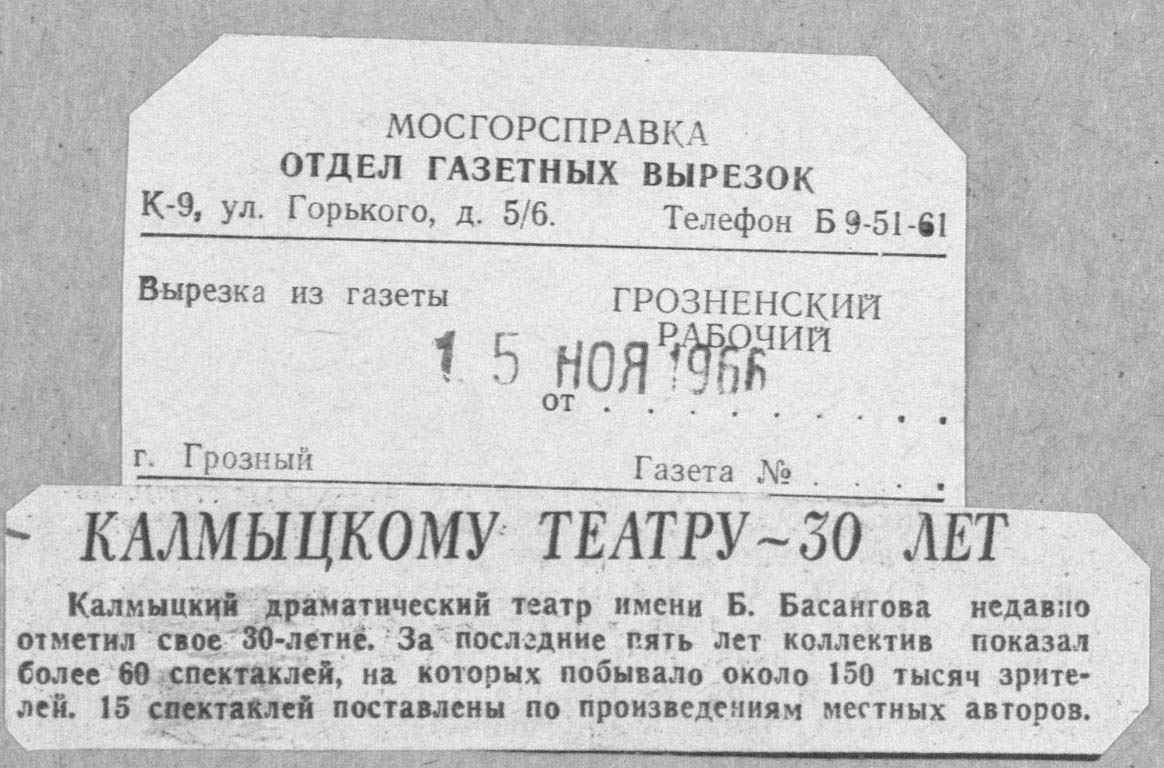 МОСГОРСПРАВКА
ОТДЕЛ ГАЗЕТНЫХ ВЫРЕЗОК
К-9, ул. Горького, д. 5/6. Телефон Б 9-51-61
Вырезка из газеты ГРОЗНЕНСКИЙ
РАБОЧИЙ
15 НОЯ 1966
от . . . . . . . . .
г. Грозный Газета № . . . .
КАЛМЫЦКОМУ ТЕАТРУ~30 ЛЕТ
Калмыцкий драматический театр имени Б. Басангова недавно
отметил свое 30-летие. За последние пять лет коллектив показал
более 60 спектаклей, на которых побывало около 150 тысяч зрите-
лей. 15 спектаклей поставлены по произведениям местных авторов.